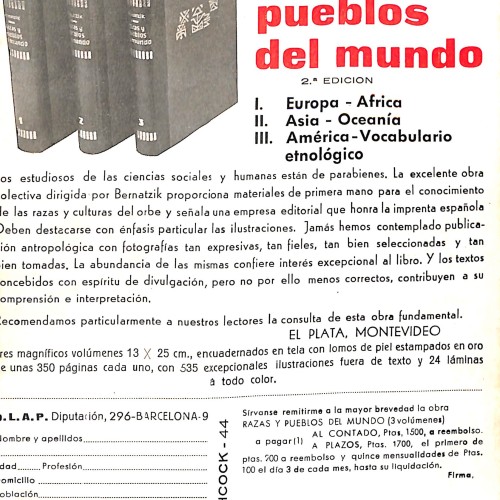 pueblos
del mundo
2.ª EDICION
I. Europa - Africa
II. Asia - Oceanía
III. América-Vocabulario
etnológico
1 2 3
os estudiosos de las ciencias sociales y humanas están de parabienes. La excelente obra
olectiva dirigida por Bernatzik proporciona materiales de primera mano para el conocimiento
de las razas y culturas del orbe y señala una empresa editorial que honra la imprenta española
Deben destacarse con énfasis particular las ilustraciones. Jamás hemos contemplado publica-
ión antropológica con fotografías tan expresivas, tan fieles, tan bien seleccionadas y tan
ien tomadas. La abundancia de las mismas confiere interés excepcional al libro. Y los textos
oncebidos con espíritu de divulgación, pero no por ello menos correctos, contribuyen a su
omprensión e interpretación.
Recomendamos particularmente a nuestros lectores la consulta de esta obra fundamental.
EL PLATA, MONTEVIDEO
res magníficos volúmenes 13 X 25 cm., encuadernados en tela con lomos de piel estampados en oro
e unas 350 páginas cada uno, con 535 excepcionales ilustraciones fuera de texto y 24 láminas
a todo color.
.L.A.P. Diputación, 296-BARCELONA-9
Nombre y apellidos
dad Profesión
omicilio
oblación
COCK - 44
Sírvanse remitirme a la mayor brevedad la obra
RAZAS Y PUEBLOS DEL MUNDO (3 volúmenes)
AL CONTADO, Ptas. 1500, a reembolso.
a pagar(1) A PLAZOS, Ptas. 1700, el primero de
ptas. 200 a reembolso y quince mensualidades de Ptas.
100 el día 3 de cada mes, hasta su liquidación.
Firma,